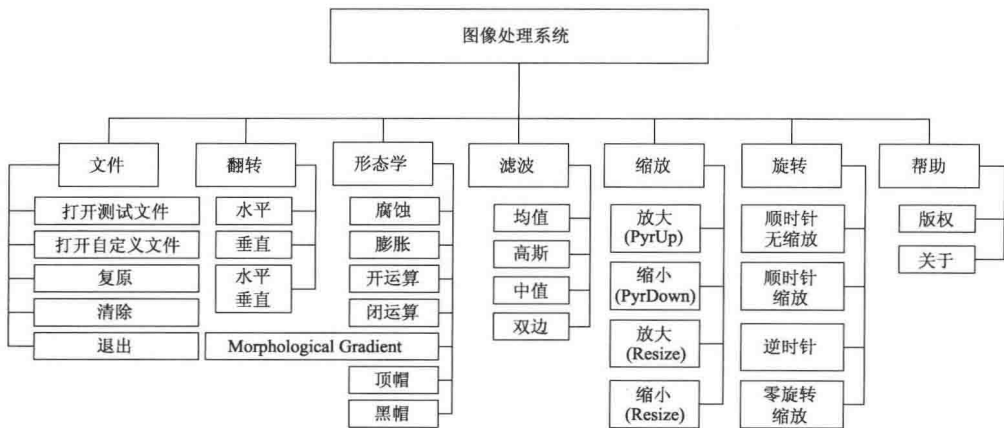 图像处理系统
文件
翻转
形态学
滤波
缩放
旋转
帮助
打开测试文件
打开自定义文件
复原
清除
退出
水平
垂直
水平
垂直
腐蚀
膨胀
开运算
闭运算
Morphological Gradient
顶帽
黑帽
均值
高斯
中值
双边
放大
(PyrUp)
缩小
(PyrDown)
放大
(Resize)
缩小
(Resize)
顺时针
无缩放
顺时针
缩放
逆时针
零旋转
缩放
版权
关于